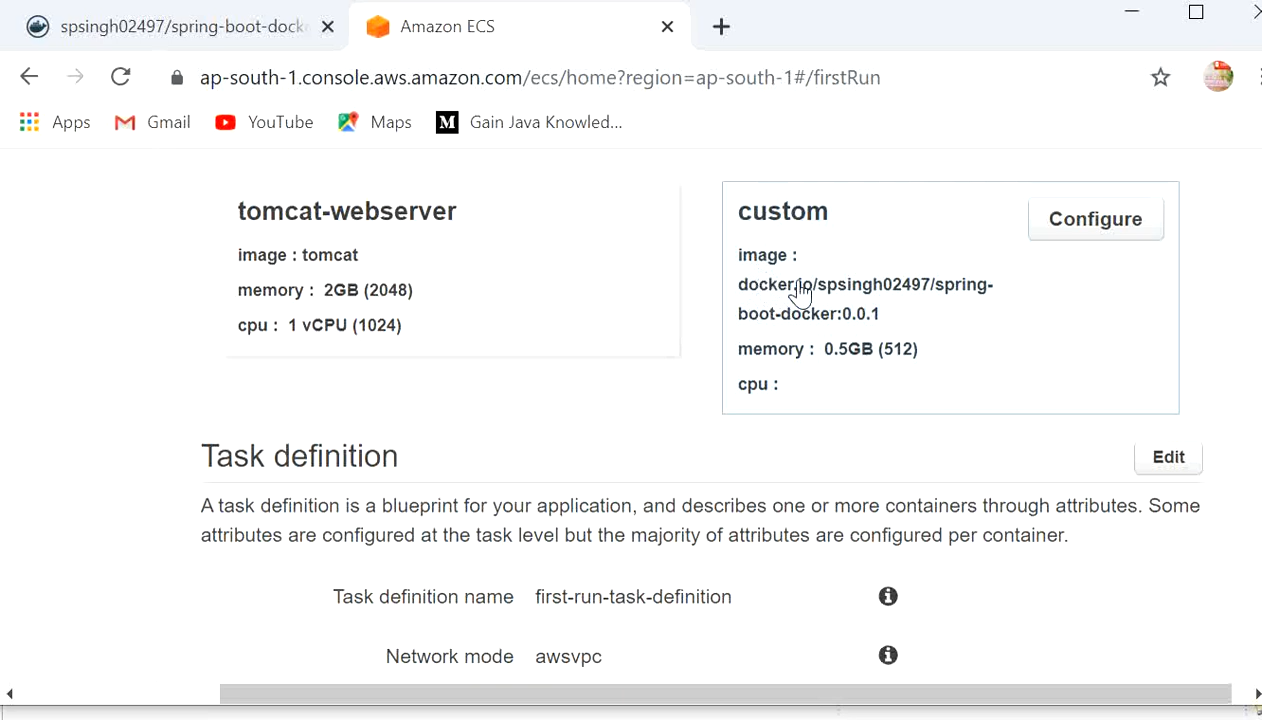 spsingh02497/spring-boot-dock
Amazon ECS
ap-south-1.console.aws.amazon.com/ecs/home?region=ap-south-1#/firstRun
Apps
Gmail
YouTube
Maps
M
Gain Java Knowled...
tomcat-webserver
image : tomcat
memory : 2GB (2048)
cpu : 1 vCPU (1024)
custom
Configure
image :
docker.io/spsingh02497/spring-
boot-docker:0.0.1
memory : 0.5GB (512)
cpu :
Task definition
Edit
A task definition is a blueprint for your application, and describes one or more containers through attributes. Some
attributes are configured at the task level but the majority of attributes are configured per container.
Task definition name first-run-task-definition
Network mode awsvpc